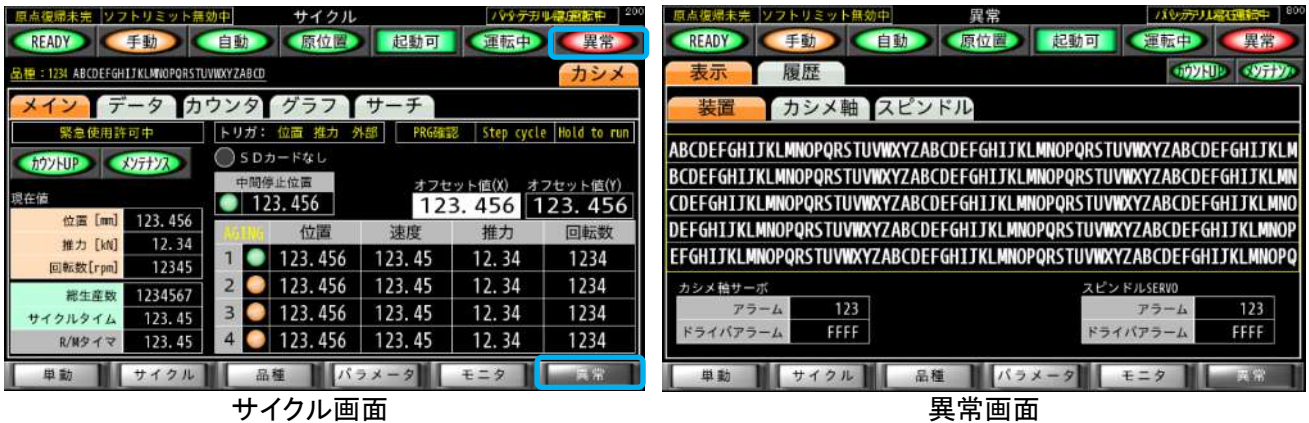 原点復帰未完 ソフトリミット無効中 サイクル 200
READY 手動 自動 原位置 起動可 運転中 異常
品種：1234 ABCDEFGHIJKLMNOPQRSTUVWXYZABCD カシメ
メイン データ カウンタ グラフ サーチ
緊急使用許可中 トリガ： 位置 推力 外部 PRG確認 Step cycle Hold to run
カウントUP メンテナンス SDカードなし
中間停止位置 オフセット値(X) オフセット値(Y)
123.456 123.456 123.456
現在値
位置 [mm] 123.456
推力 [kN] 12.34
回転数[rpm] 12345
総生産数 1234567
サイクルタイム 123.45
R/Mタイマ 123.45
AGING 位置 速度 推力 回転数
1 123.456 123.45 12.34 1234
2 123.456 123.45 12.34 1234
3 123.456 123.45 12.34 1234
4 123.456 123.45 12.34 1234
単動 サイクル 品種 パラメータ モニタ 異常
サイクル画面
原点復帰未完 ソフトリミット無効中 異常 800
READY 手動 自動 原位置 起動可 運転中 異常
表示 履歴 カウントUP メンテナンス
装置 カシメ軸 スピンドル
ABCDEFGHIJKLMNOPQRSTUVWXYZABCDEFGHIJKLMNOPQRSTUVWXYZABCDEFGHIJKLM
BCDEFGHIJKLMNOPQRSTUVWXYZABCDEFGHIJKLMNOPQRSTUVWXYZABCDEFGHIJKLMN
CDEFGHIJKLMNOPQRSTUVWXYZABCDEFGHIJKLMNOPQRSTUVWXYZABCDEFGHIJKLMNO
DEFGHIJKLMNOPQRSTUVWXYZABCDEFGHIJKLMNOPQRSTUVWXYZABCDEFGHIJKLMNOP
EFGHIJKLMNOPQRSTUVWXYZABCDEFGHIJKLMNOPQRSTUVWXYZABCDEFGHIJKLMNOPQ
カシメ軸サーボ スピンドルSERVO
アラーム 123 アラーム 123
ドライバアラーム FFFF ドライバアラーム FFFF
単動 サイクル 品種 パラメータ モニタ 異常
異常画面